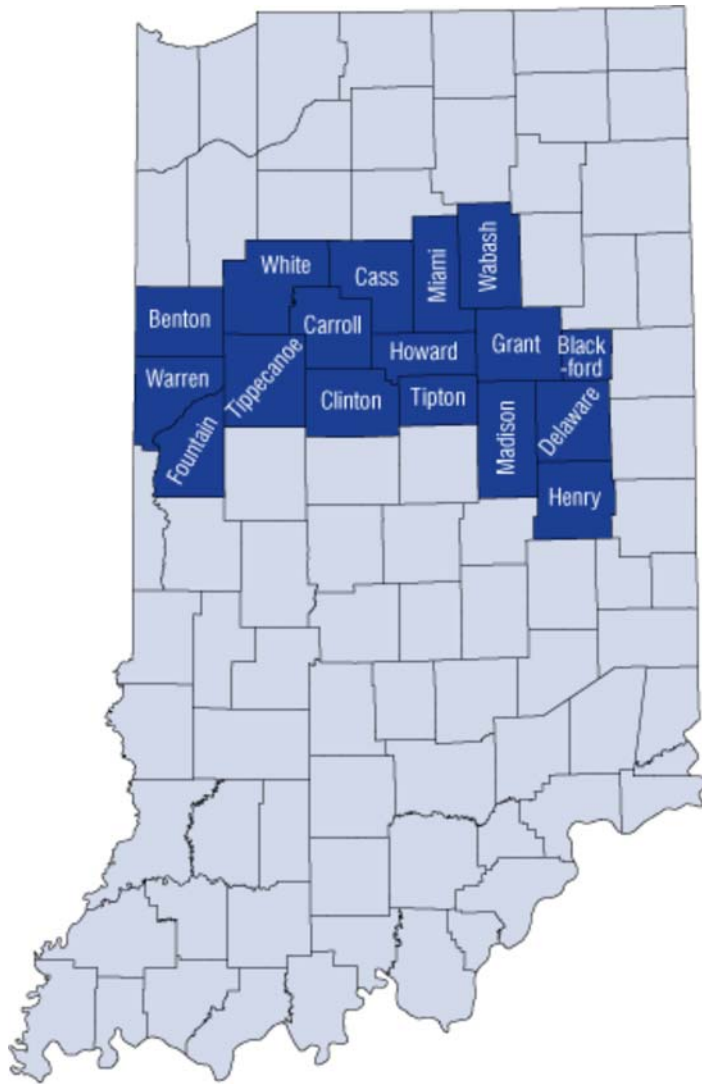 Wabash
Miami
White
Cass
Benton
Carroll
Grant
Black
-ford
Howard
Warren
Tippecanoe
Clinton
Tipton
Delaware
Madison
Fountain
Henry